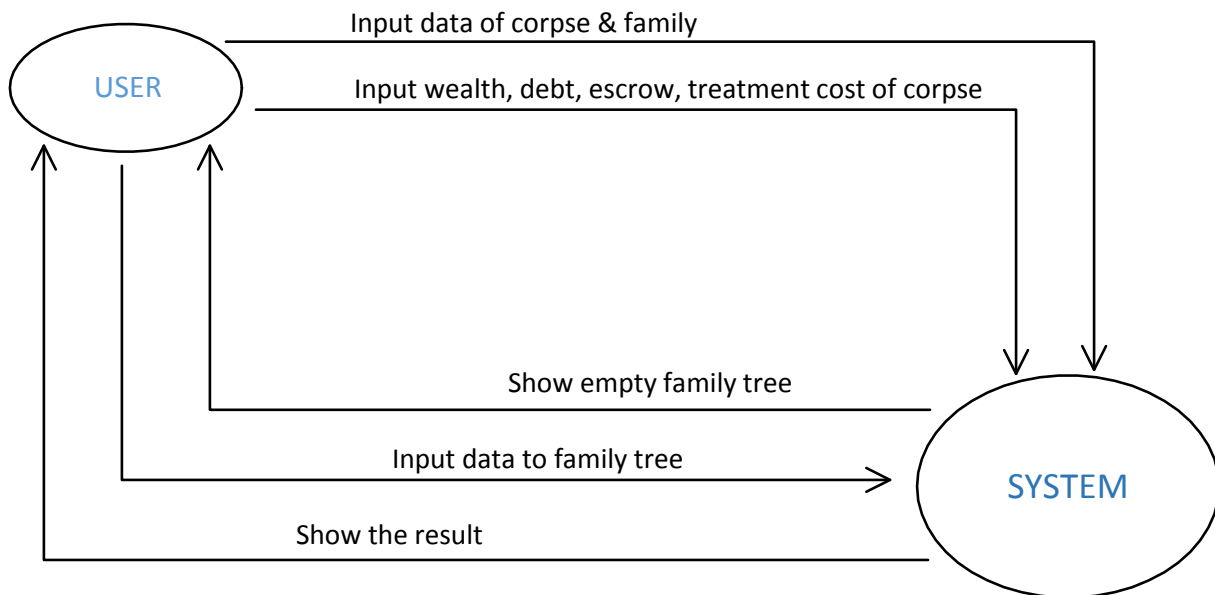 Input data of corpse & family
USER
Input wealth, debt, escrow, treatment cost of corpse
Show empty family tree
Input data to family tree
SYSTEM
Show the result